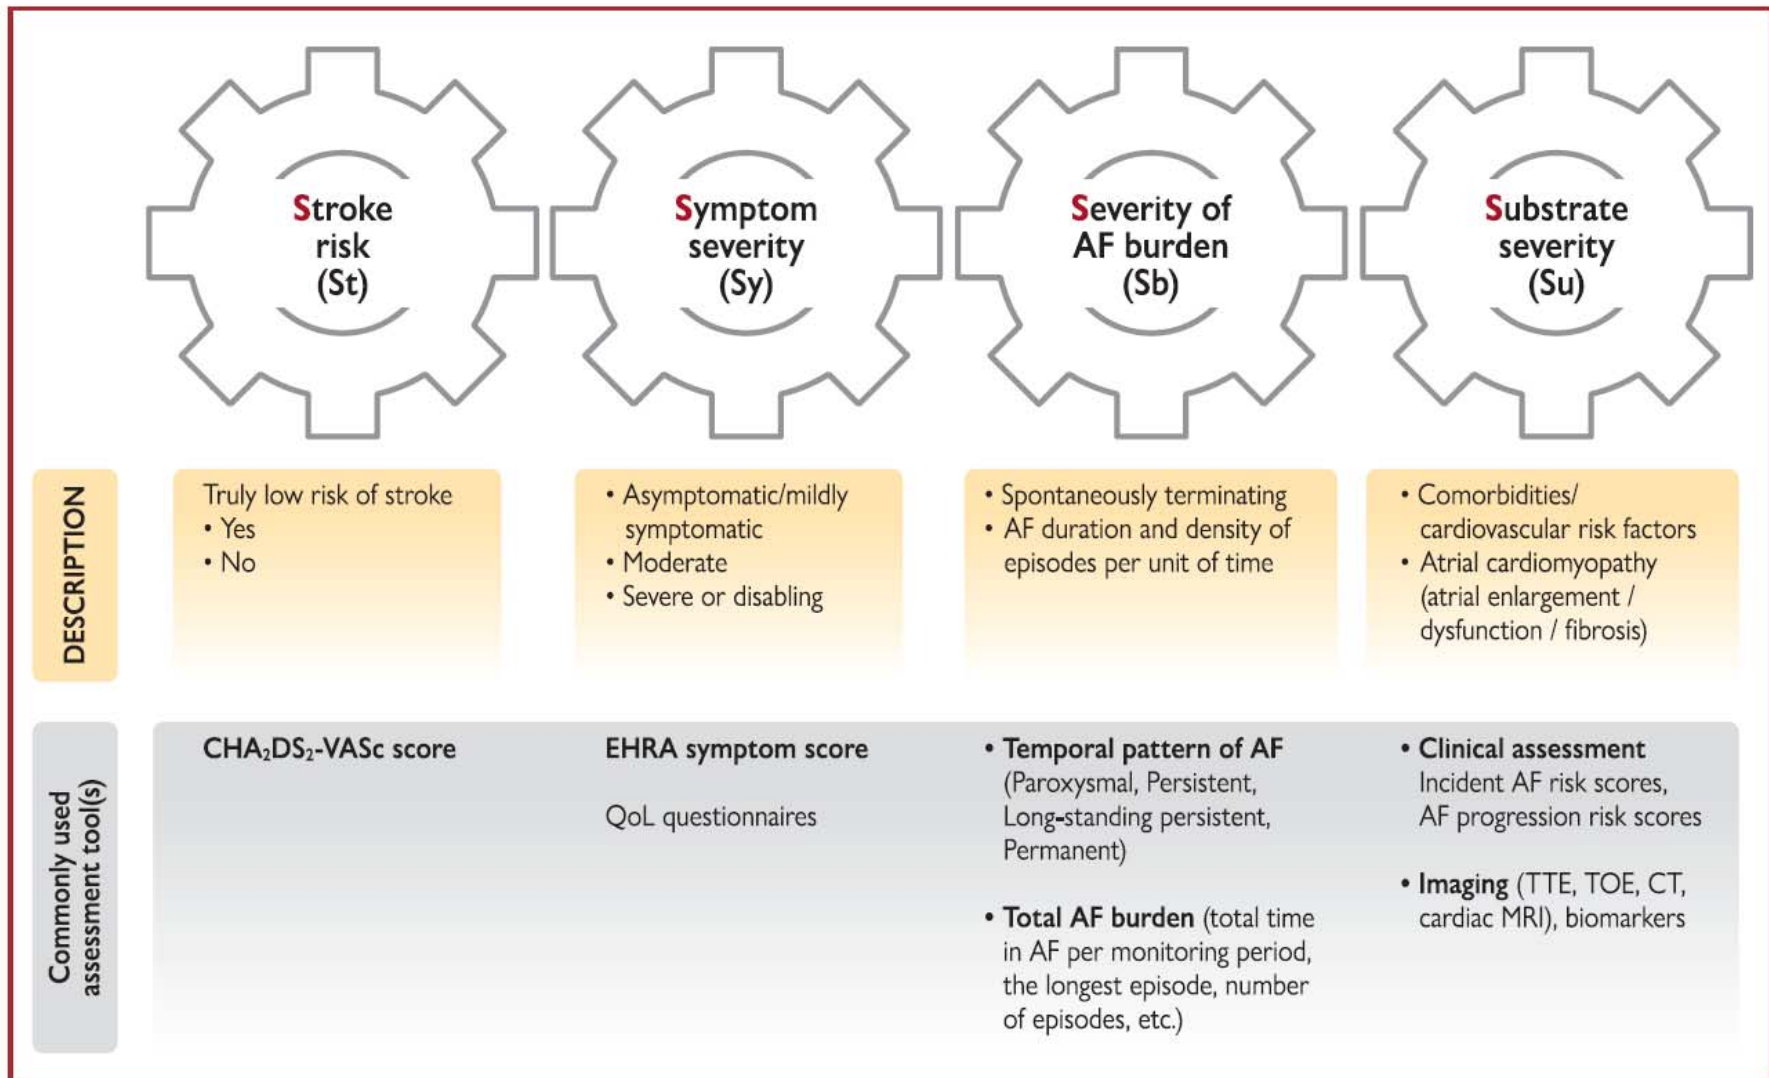 Stroke
risk
(St)
Symptom
severity
(Sy)
Severity of
AF burden
(Sb)
Substrate
severity
(Su)
DESCRIPTION
Truly low risk of stroke
• Yes
• No
• Asymptomatic/mildly
symptomatic
• Moderate
• Severe or disabling
• Spontaneously terminating
• AF duration and density of
episodes per unit of time
• Comorbidities/
cardiovascular risk factors
• Atrial cardiomyopathy
(atrial enlargement /
dysfunction / fibrosis)
Commonly used
assessment tool(s)
CHA₂DS₂-VASc score
EHRA symptom score
QoL questionnaires
• Temporal pattern of AF
(Paroxysmal, Persistent,
Long-standing persistent,
Permanent)
• Total AF burden (total time
in AF per monitoring period,
the longest episode, number
of episodes, etc.)
• Clinical assessment
Incident AF risk scores,
AF progression risk scores
• Imaging (TTE, TOE, CT,
cardiac MRI), biomarkers